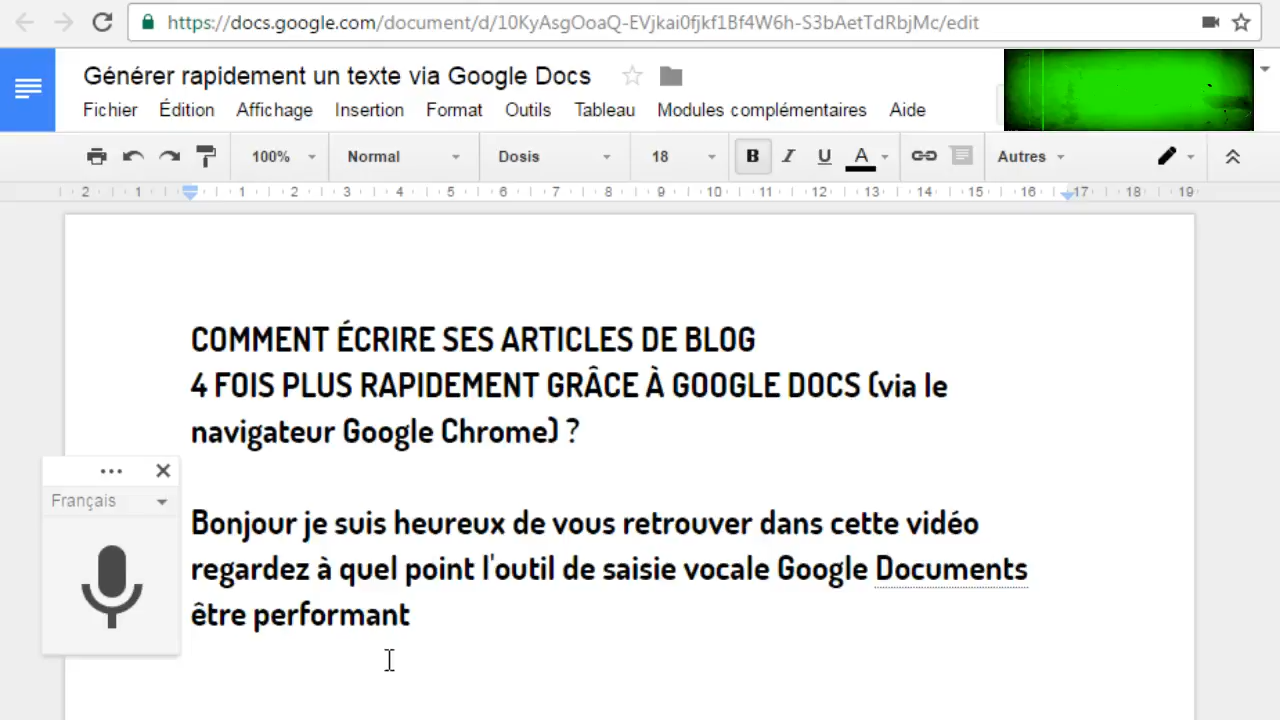 https://docs.google.com/document/d/10KyAsgOoaQ-EVjkai0fjkf1Bf4W6h-S3bAetTdRbjMc/edit
Générer rapidement un texte via Google Docs
Fichier Édition Affichage Insertion Format Outils Tableau Modules complémentaires Aide
100% Normal Dosis 18 B I U A Autres
2 1 1 2 3 4 5 6 7 8 9 10 11 12 13 14 15 16 17 18 19
COMMENT ÉCRIRE SES ARTICLES DE BLOG
4 FOIS PLUS RAPIDEMENT GRÂCE À GOOGLE DOCS (via le
navigateur Google Chrome) ?
Français
Bonjour je suis heureux de vous retrouver dans cette vidéo
regardez à quel point l'outil de saisie vocale Google Documents
être performant